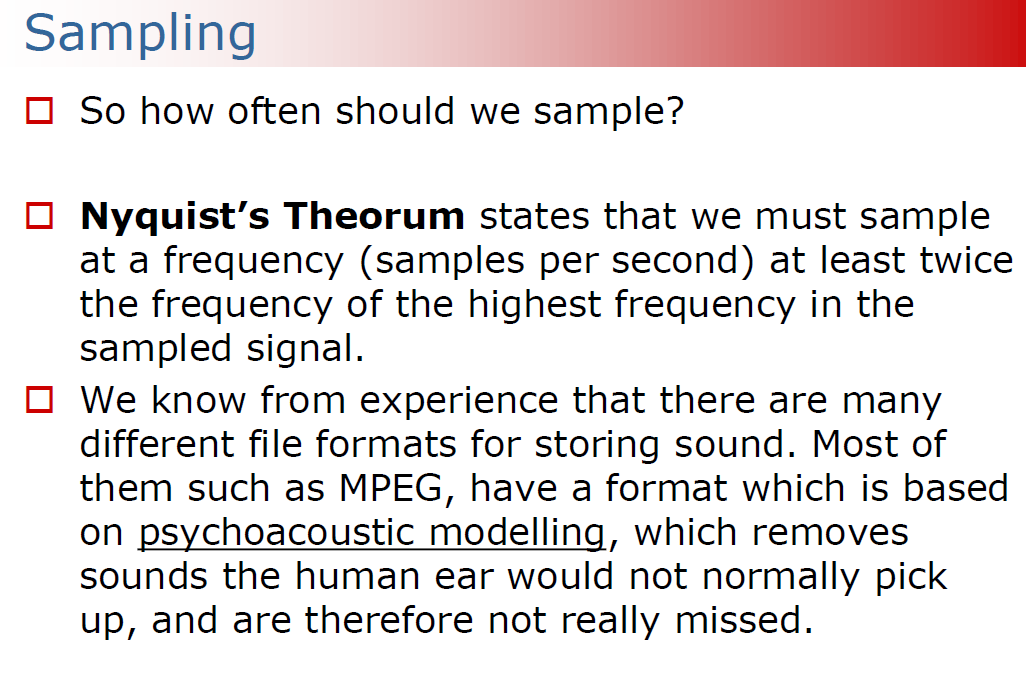 Sampling
So how often should we sample?
Nyquist’s Theorum states that we must sample
at a frequency (samples per second) at least twice
the frequency of the highest frequency in the
sampled signal.
We know from experience that there are many
different file formats for storing sound. Most of
them such as MPEG, have a format which is based
on psychoacoustic modelling, which removes
sounds the human ear would not normally pick
up, and are therefore not really missed.